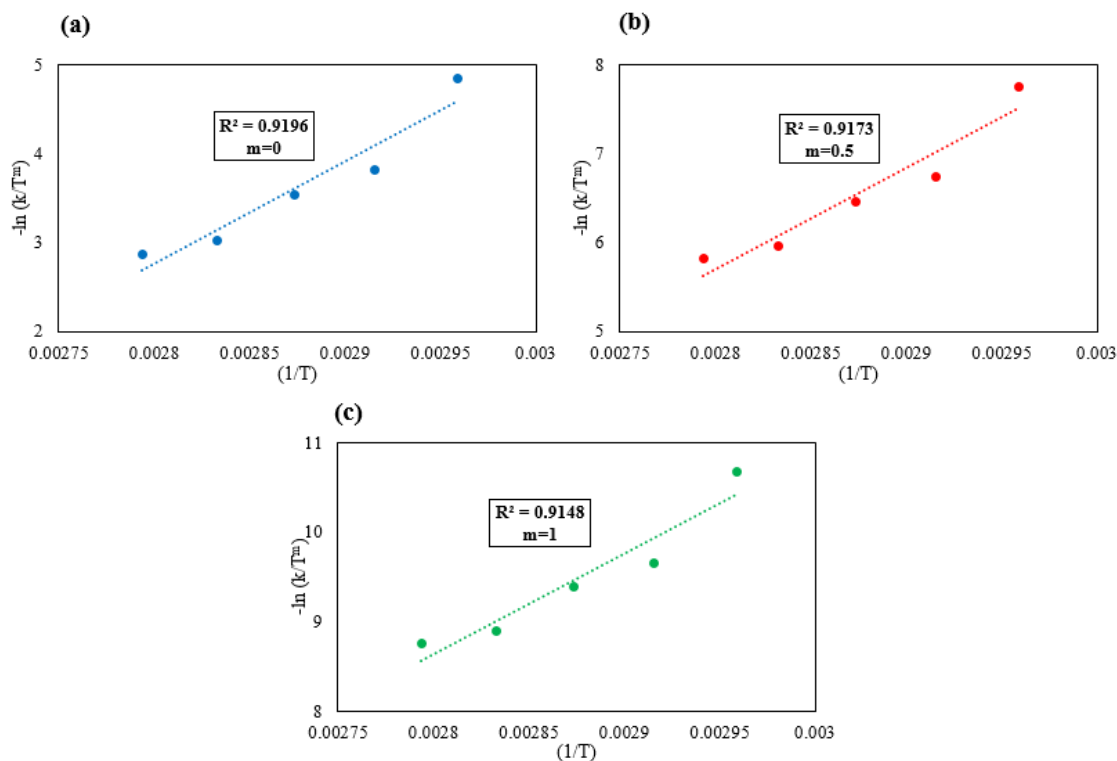 (a)
5
4
3
2
-ln (k/Tᵐ)
R² = 0.9196
m=0
0.00275 0.0028 0.00285 0.0029 0.00295 0.003
(1/T)
(b)
8
7
6
5
-ln (k/Tᵐ)
R² = 0.9173
m=0.5
0.00275 0.0028 0.00285 0.0029 0.00295 0.003
(1/T)
(c)
11
10
9
8
-ln (k/Tᵐ)
R² = 0.9148
m=1
0.00275 0.0028 0.00285 0.0029 0.00295 0.003
(1/T)